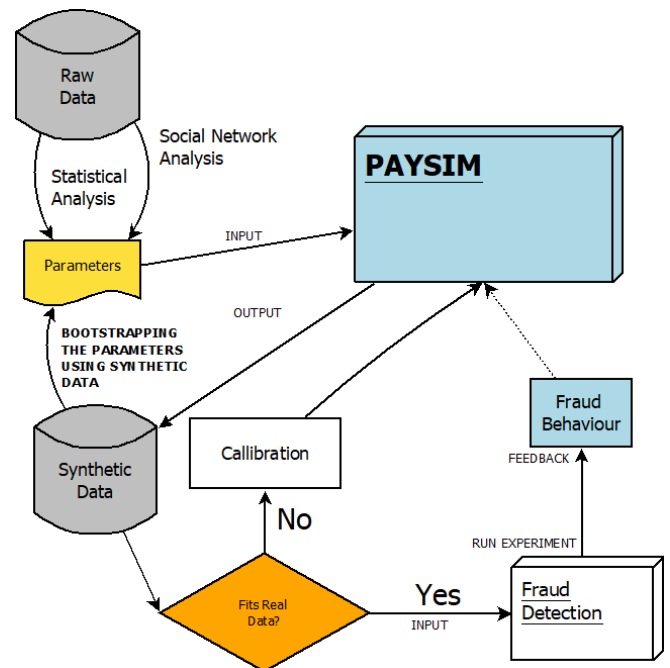 Raw
Data
Social Network
Analysis
Statistical
Analysis
PAYSIM
INPUT
Parameters
OUTPUT
BOOTSTRAPPING
THE PARAMETERS
USING SYNTHETIC
DATA
Fraud
Behaviour
Callibration
FEEDBACK
Synthetic
Data
No
RUN EXPERIMENT
Fits Real
Data?
Yes
INPUT
Fraud
Detection